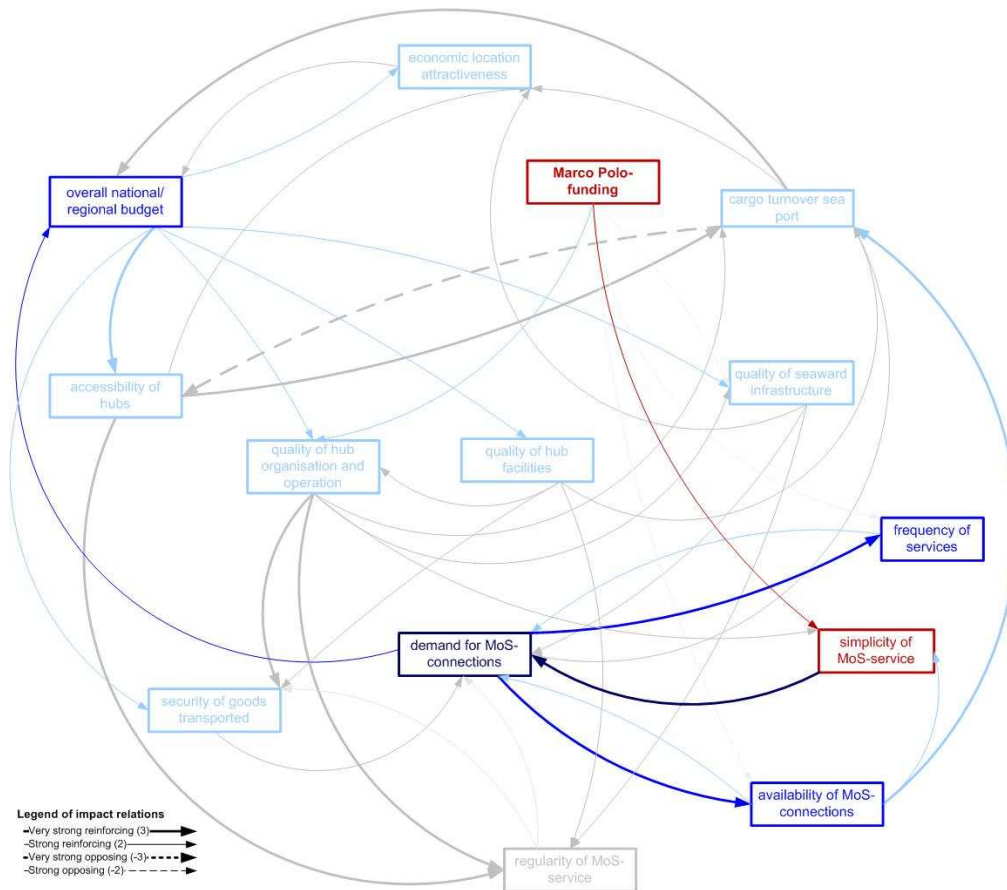 economic location
attractiveness
Marco Polo-
funding
overall national/
regional budget
cargo turnover sea
port
accessibility of
hubs
quality of seaward
infrastructure
quality of hub
organisation and
operation
quality of hub
facilities
frequency of
services
demand for MoS-
connections
simplicity of
MoS-service
security of goods
transported
availability of MoS-
connections
regularity of MoS-
service
Legend of impact relations
Very strong reinforcing (3)
Strong reinforcing (2)
Very strong opposing (-3)
Strong opposing (-2)